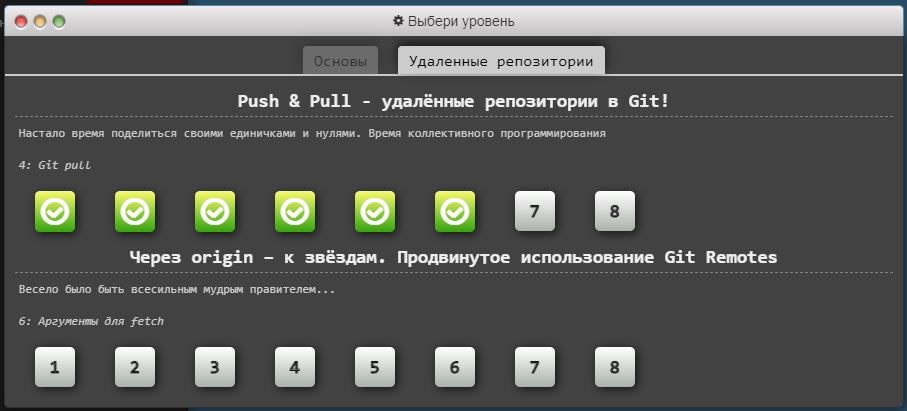 Выбери уровень
Основы
Удаленные репозитории
Push & Pull - удалённые репозитории в Git!
Настало время поделиться своими единичками и нулями. Время коллективного программирования
4: Git pull
7 8
Через origin – к звёздам. Продвинутое использование Git Remotes
Весело было быть всесильным мудрым правителем...
6: Аргументы для fetch
1 2 3 4 5 6 7 8